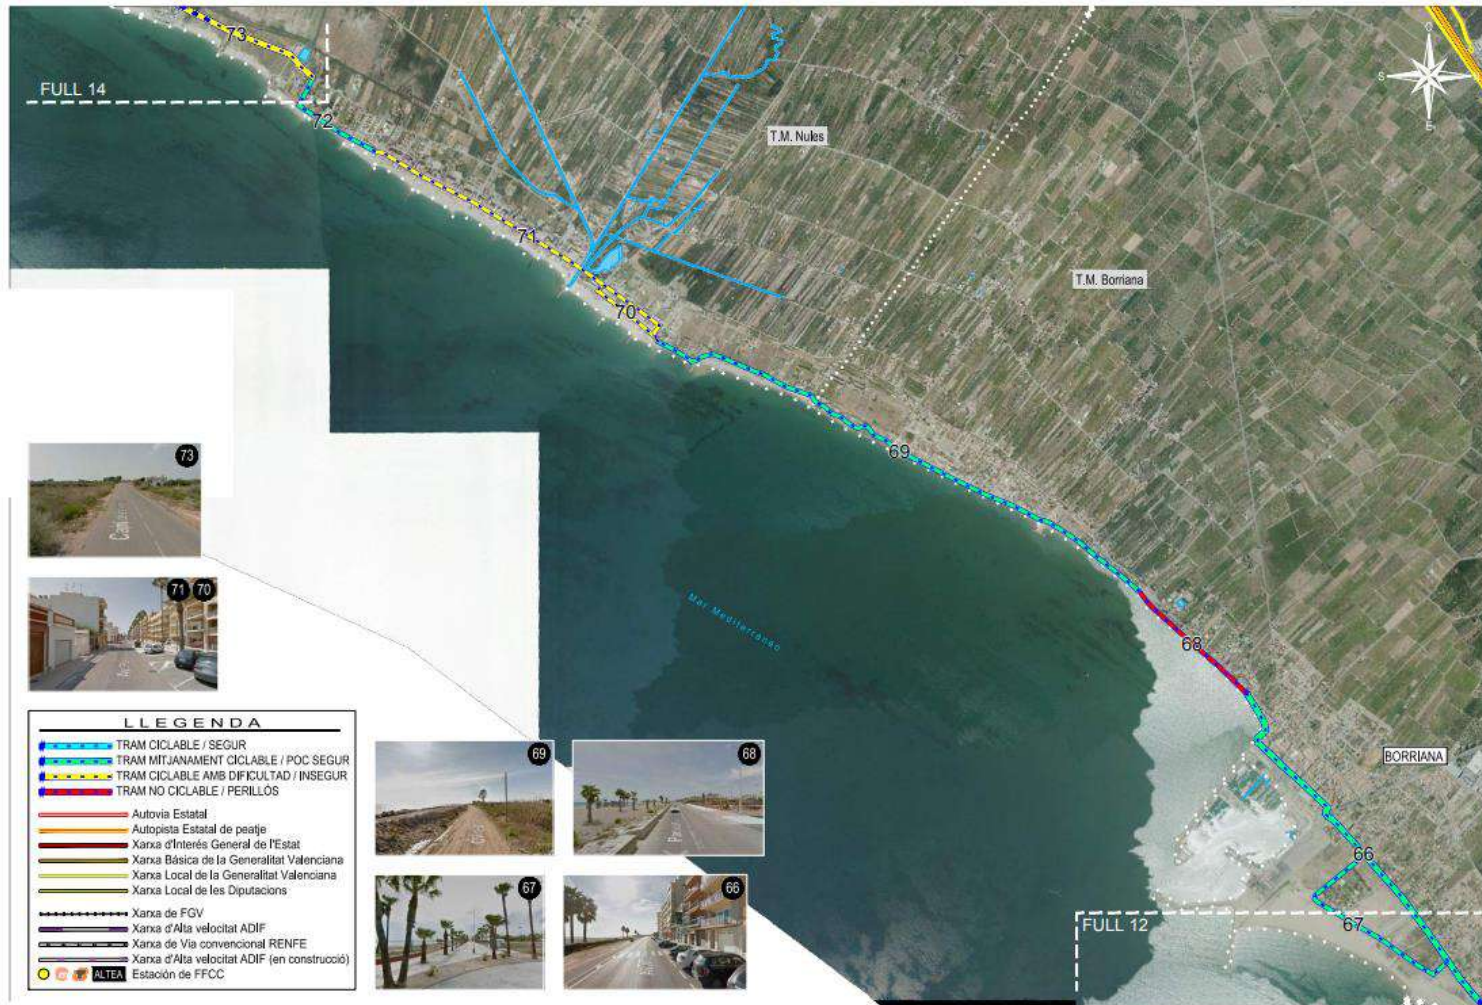 73
FULL 14
72
T.M. Nules
O
S
E
71
T.M. Borriana
70
69
73
Mar Mediterráneo
68
71 70
LLEGENDA
TRAM CICLABLE / SEGUR
TRAM MITJANAMENT CICLABLE / POC SEGUR
TRAM CICLABLE AMB DIFICULTAD / INSEGUR
TRAM NO CICLABLE / PERILLÓS
Autovia Estatal
Autopista Estatal de peatje
Xarxa d'Interés General de l'Estat
Xarxa Bàsica de la Generalitat Valenciana
Xarxa Local de la Generalitat Valenciana
Xarxa Local de les Diputacions
Xarxa de FGV
Xarxa d'Alta velocitat ADIF
Xarxa de Via convencional RENFE
Xarxa d'Alta velocitat ADIF (en construcció)
ALTEA Estación de FFCC
69
68
67
66
BORRIANA
66
FULL 12
67